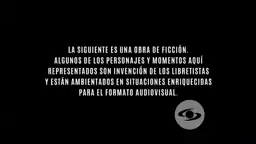 LA SIGUIENTE ES UNA OBRA DE FICCIÓN.
ALGUNOS DE LOS PERSONAJES Y MOMENTOS AQUÍ
REPRESENTADOS SON INVENCIÓN DE LOS LIBRETISTAS
Y ESTÁN AMBIENTADOS EN SITUACIONES ENRIQUECIDAS
PARA EL FORMATO AUDIOVISUAL.